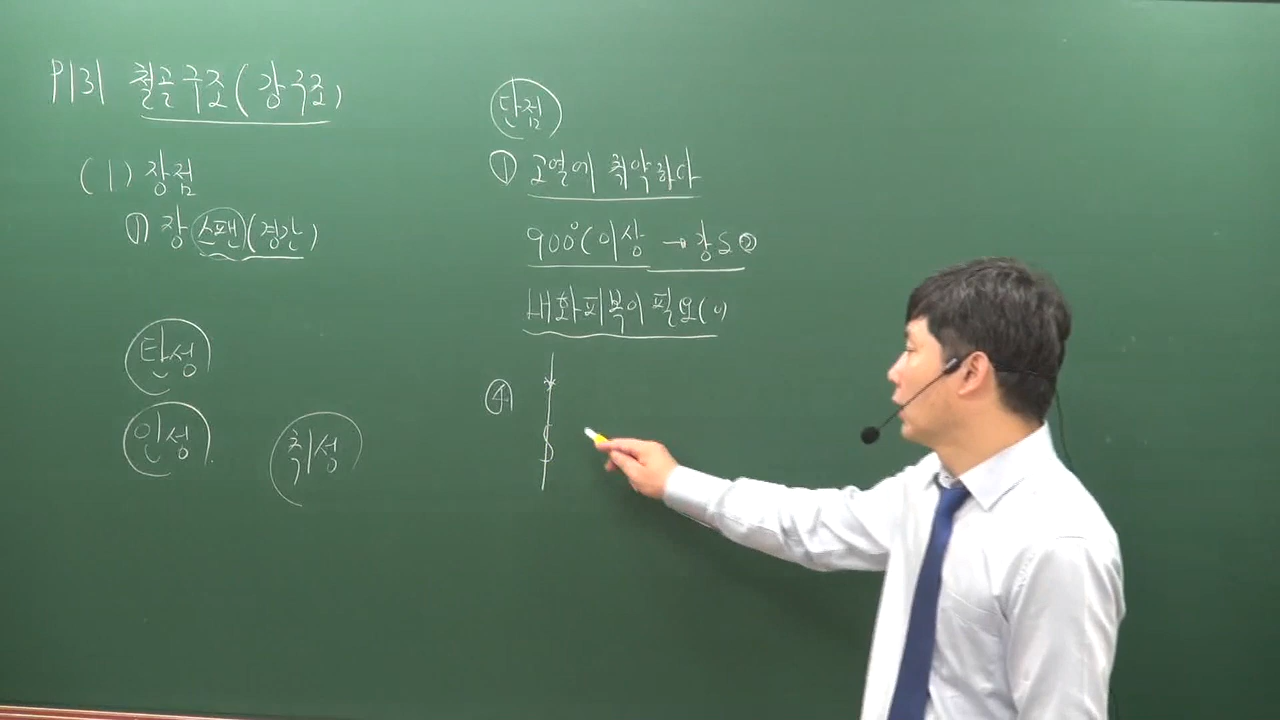 P131 철골구조(강구조)
(1) 장점
① 장스팬(경간)
탄성
인성
취성
단점
① 고열에 취약하다
900℃ 이상 → 강도 0
내화피복이 필요(
④